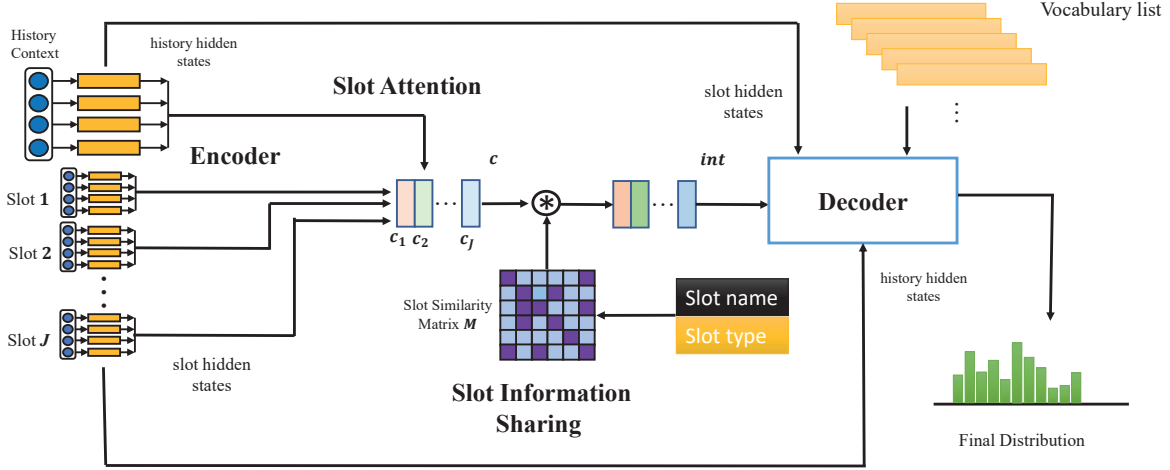 Vocabulary list
History
Context
history hidden
states
Slot Attention
slot hidden
states
Encoder
c
int
Slot 1
Decoder
Slot 2
c₁ c₂ ... c_J
history hidden
states
Slot Similarity
Matrix M
Slot name
Slot type
Slot J
slot hidden
states
Slot Information
Sharing
Final Distribution